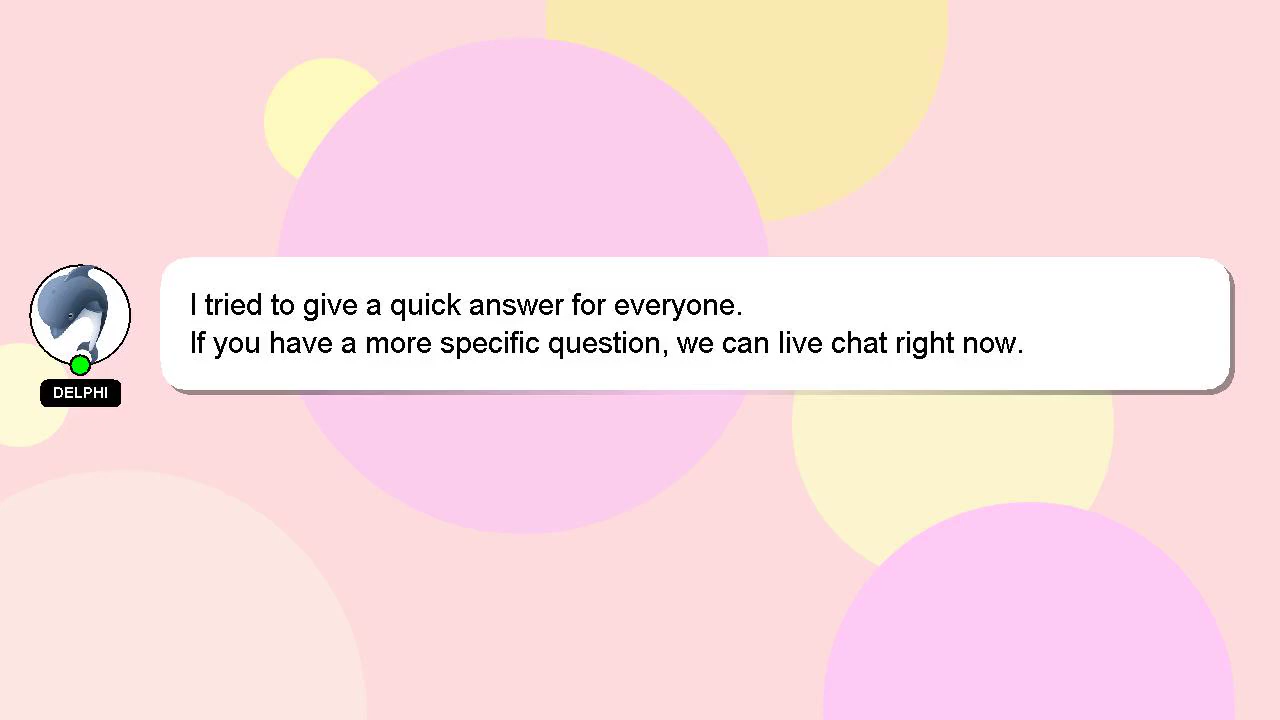 I tried to give a quick answer for everyone.
If you have a more specific question, we can live chat right now.
DELPHI